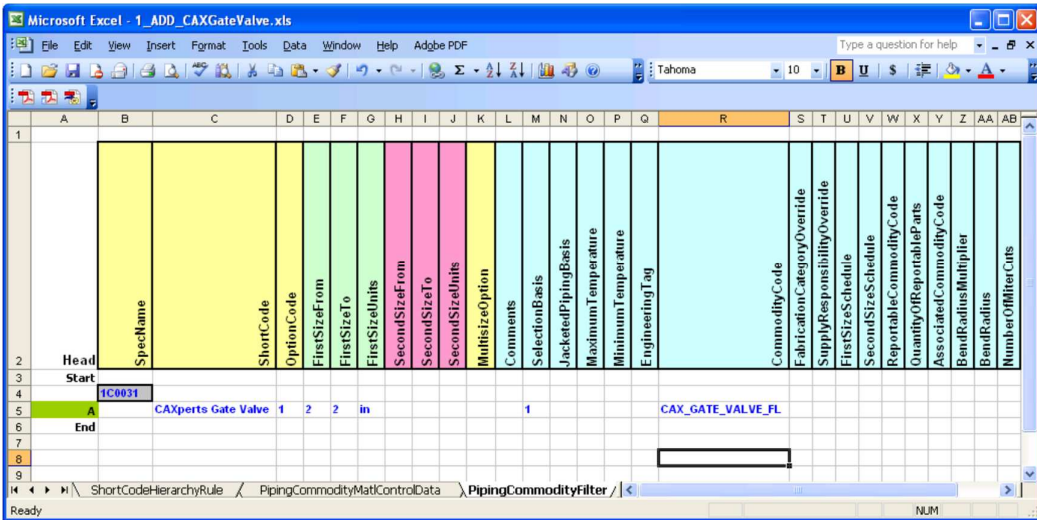 Microsoft Excel - 1_ADD_CAXGateValve.xls
File Edit View Insert Format Tools Data Window Help Adobe PDF Type a question for help
Tahoma 10 B U $ A
A B C D E F G H I J K L M N O P Q R S T U V W X Y Z AA AB
1
2 Head SpecName ShortCode OptionCode FirstSizeFrom FirstSizeTo FirstSizeUnits SecondSizeFrom SecondSizeTo SecondSizeUnits MultisizeOption Comments SelectionBasis JacketedPipingBasis MaximumTemperature MinimumTemperature EngineeringTag CommodityCode FabricationCategoryOverride SupplyResponsibilityOverride FirstSizeSchedule SecondSizeSchedule ReportableCommodityCode QuantityOfReportableParts AssociatedCommodityCode BendRadiusMultiplier BendRadius NumberOfMiterCuts
3 Start
4 1C0031
5 A CAXperts Gate Valve 1 2 2 in 1 CAX_GATE_VALVE_FL
6 End
7
8
9
ShortCodeHierarchyRule PipingCommodityMatlControlData PipingCommodityFilter
Ready NUM